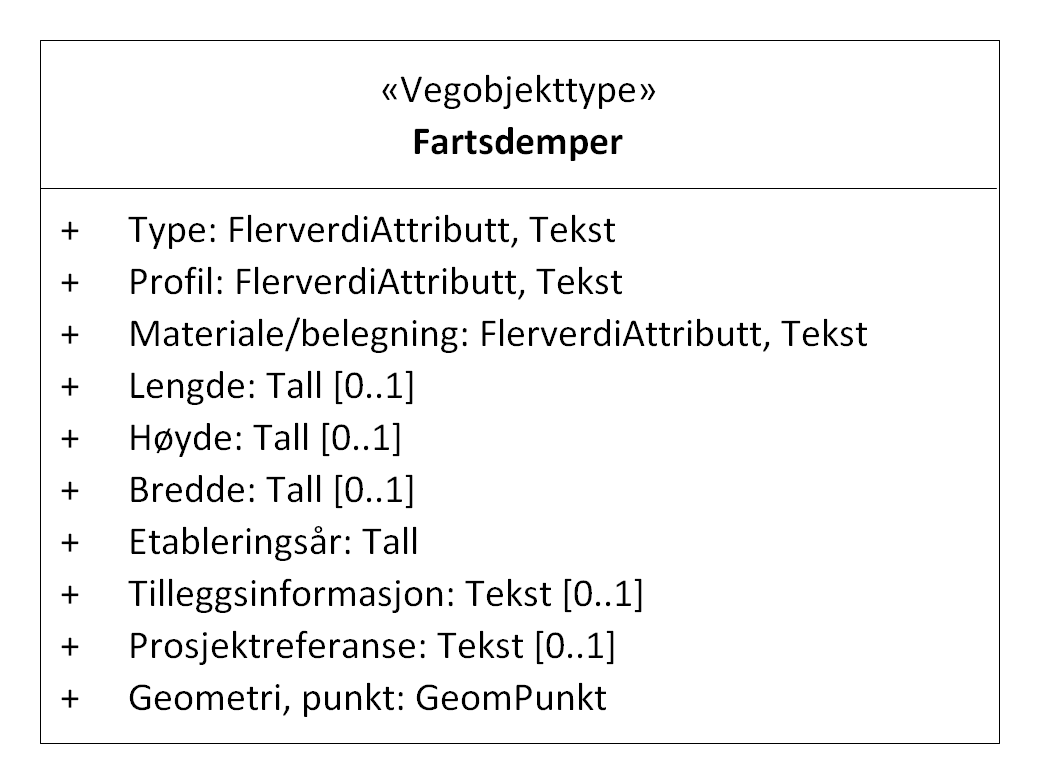 «Vegobjekttype»
Fartsdemper
+ Type: FlerverdiAttributt, Tekst
+ Profil: FlerverdiAttributt, Tekst
+ Materiale/belegning: FlerverdiAttributt, Tekst
+ Lengde: Tall [0..1]
+ Høyde: Tall [0..1]
+ Bredde: Tall [0..1]
+ Etableringsår: Tall
+ Tilleggsinformasjon: Tekst [0..1]
+ Prosjektreferanse: Tekst [0..1]
+ Geometri, punkt: GeomPunkt